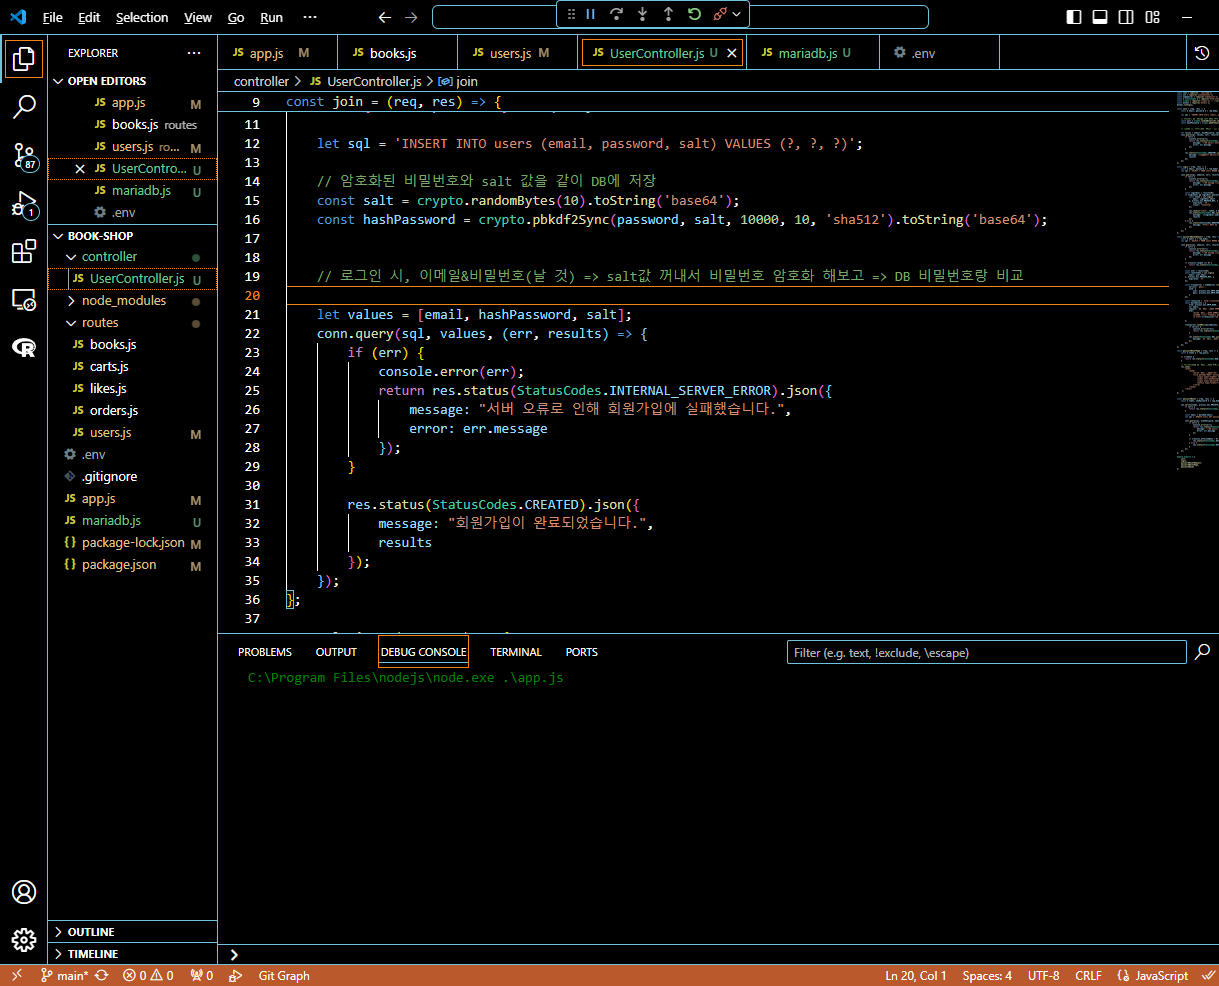 File Edit Selection View Go Run ···
EXPLORER ···
OPEN EDITORS
JS app.js M
JS books.js routes
JS users.js ro... M
JS UserContro... U
JS mariadb.js U
.env
BOOK-SHOP
controller
JS UserController.js U
node_modules
routes
JS books.js
JS carts.js
JS likes.js
JS orders.js
JS users.js M
.env
.gitignore
JS app.js M
JS mariadb.js U
{} package-lock.json M
{} package.json M
OUTLINE
TIMELINE
87
1
JS app.js M JS books.js JS users.js M JS UserController.js U JS mariadb.js U .env
controller > JS UserController.js > join
9 const join = (req, res) => {
11
12 let sql = 'INSERT INTO users (email, password, salt) VALUES (?, ?, ?)';
13
14 // 암호화된 비밀번호와 salt 값을 같이 DB에 저장
15 const salt = crypto.randomBytes(10).toString('base64');
16 const hashPassword = crypto.pbkdf2Sync(password, salt, 10000, 10, 'sha512').toString('base64');
17
18
19 // 로그인 시, 이메일&비밀번호(날 것) => salt값 꺼내서 비밀번호 암호화 해보고 => DB 비밀번호랑 비교
20
21 let values = [email, hashPassword, salt];
22 conn.query(sql, values, (err, results) => {
23 if (err) {
24 console.error(err);
25 return res.status(StatusCodes.INTERNAL_SERVER_ERROR).json({
26 message: "서버 오류로 인해 회원가입에 실패했습니다.",
27 error: err.message
28 });
29 }
30
31 res.status(StatusCodes.CREATED).json({
32 message: "회원가입이 완료되었습니다.",
33 results
34 });
35 });
36 };
37
PROBLEMS OUTPUT DEBUG CONSOLE TERMINAL PORTS Filter (e.g. text, !exclude, \escape)
C:\Program Files\nodejs\node.exe .\app.js
main* 0 0 0 Git Graph Ln 20, Col 1 Spaces: 4 UTF-8 CRLF {} JavaScript